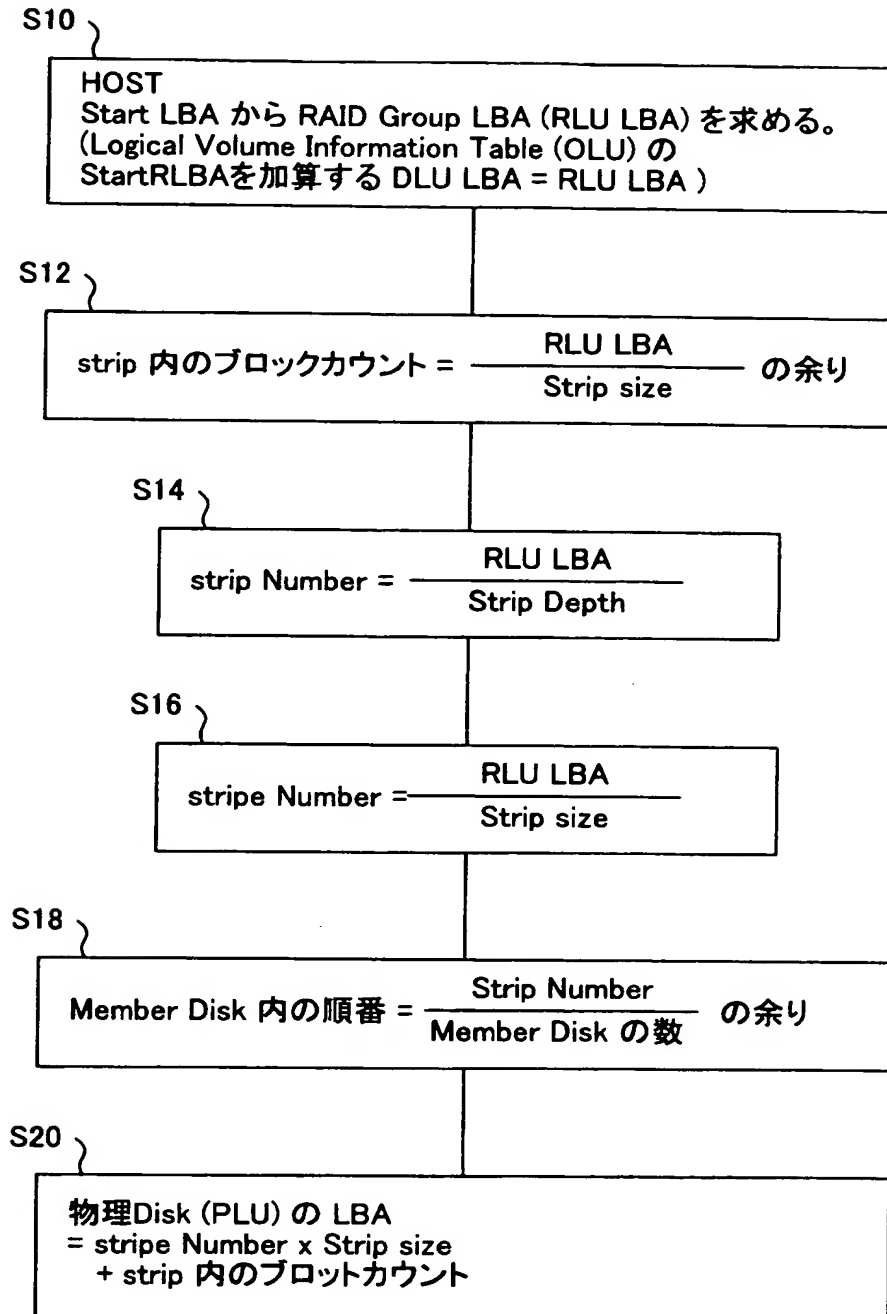 S10
HOST
Start LBA から RAID Group LBA (RLU LBA) を求める。
(Logical Volume Information Table (OLU) の
StartRLBAを加算する DLU LBA = RLU LBA )
S12
strip 内のブロックカウント = RLU LBA の余り
Strip size
S14
strip Number = RLU LBA
Strip Depth
S16
stripe Number = RLU LBA
Strip size
S18
Member Disk 内の順番 = Strip Number の余り
Member Disk の数
S20
物理Disk (PLU) の LBA
= stripe Number x Strip size
+ strip 内のブロットカウント